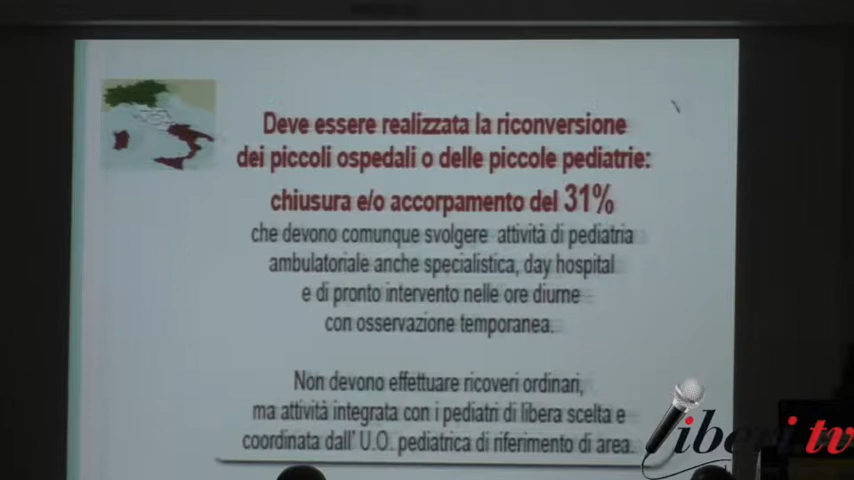 Deve essere realizzata la riconversione
dei piccoli ospedali o delle piccole pediatrie:
chiusura e/o accorpamento del 31%
che devono comunque svolgere attività di pediatria
ambulatoriale anche specialistica, day hospital
e di pronto intervento nelle ore diurne
con osservazione temporanea.
Non devono effettuare ricoveri ordinari,
ma attività integrata con i pediatri di libera scelta e
coordinata dall' U.O. pediatrica di riferimento di area.
liberi.tv